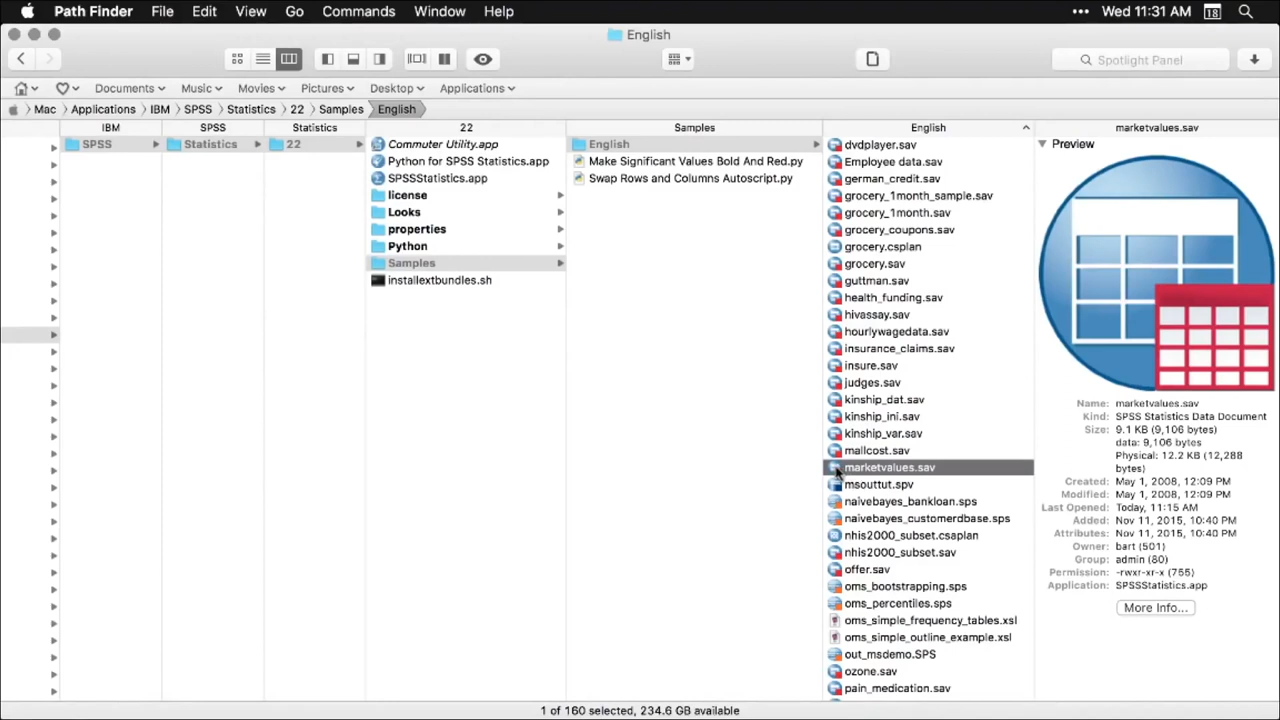 Path Finder File Edit View Go Commands Window Help ••• Wed 11:31 AM 18
English
Spotlight Panel
Documents Music Movies Pictures Desktop Applications
Mac Applications IBM SPSS Statistics 22 Samples English
IBM SPSS Statistics 22 Samples English marketvalues.sav
SPSS
Statistics
22
Commuter Utility.app
Python for SPSS Statistics.app
SPSSStatistics.app
license
Looks
properties
Python
Samples
installextbundles.sh
English
Make Significant Values Bold And Red.py
Swap Rows and Columns Autoscript.py
dvdplayer.sav
Employee data.sav
german_credit.sav
grocery_1month_sample.sav
grocery_1month.sav
grocery_coupons.sav
grocery.csplan
grocery.sav
guttman.sav
health_funding.sav
hivassay.sav
hourlywagedata.sav
insurance_claims.sav
insure.sav
judges.sav
kinship_dat.sav
kinship_ini.sav
kinship_var.sav
mallcost.sav
marketvalues.sav
msouttut.spv
naivebayes_bankloan.sps
naivebayes_customerdbase.sps
nhis2000_subset.csaplan
nhis2000_subset.sav
offer.sav
oms_bootstrapping.sps
oms_percentiles.sps
oms_simple_frequency_tables.xsl
oms_simple_outline_example.xsl
out_msdemo.SPS
ozone.sav
pain_medication.sav
Preview
Name: marketvalues.sav
Kind: SPSS Statistics Data Document
Size: 9.1 KB (9,106 bytes)
data: 9,106 bytes
Physical: 12.2 KB (12,288
bytes)
Created: May 1, 2008, 12:09 PM
Modified: May 1, 2008, 12:09 PM
Last Opened: Today, 11:15 AM
Added: Nov 11, 2015, 10:40 PM
Attributes: Nov 11, 2015, 10:40 PM
Owner: bart (501)
Group: admin (80)
Permission: -rwxr-xr-x (755)
Application: SPSSStatistics.app
More Info...
1 of 160 selected, 234.6 GB available